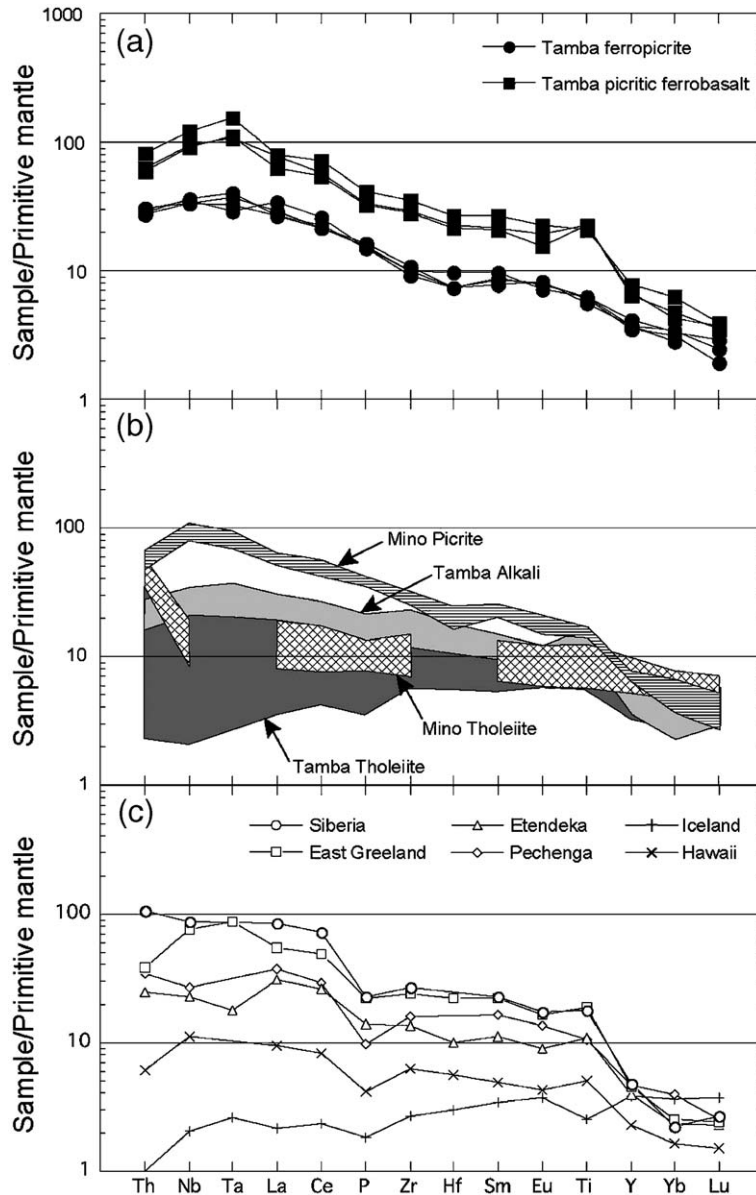 1000
(a)
Tamba ferropicrite
Tamba picritic ferrobasalt
100
10
1
Sample/Primitive mantle
(b)
100
10
1
Sample/Primitive mantle
Mino Picrite
Tamba Alkali
Mino Tholeiite
Tamba Tholeiite
(c)
Siberia Etendeka Iceland
East Greeland Pechenga Hawaii
100
10
1
Sample/Primitive mantle
Th Nb Ta La Ce P Zr Hf Sm Eu Ti Y Yb Lu